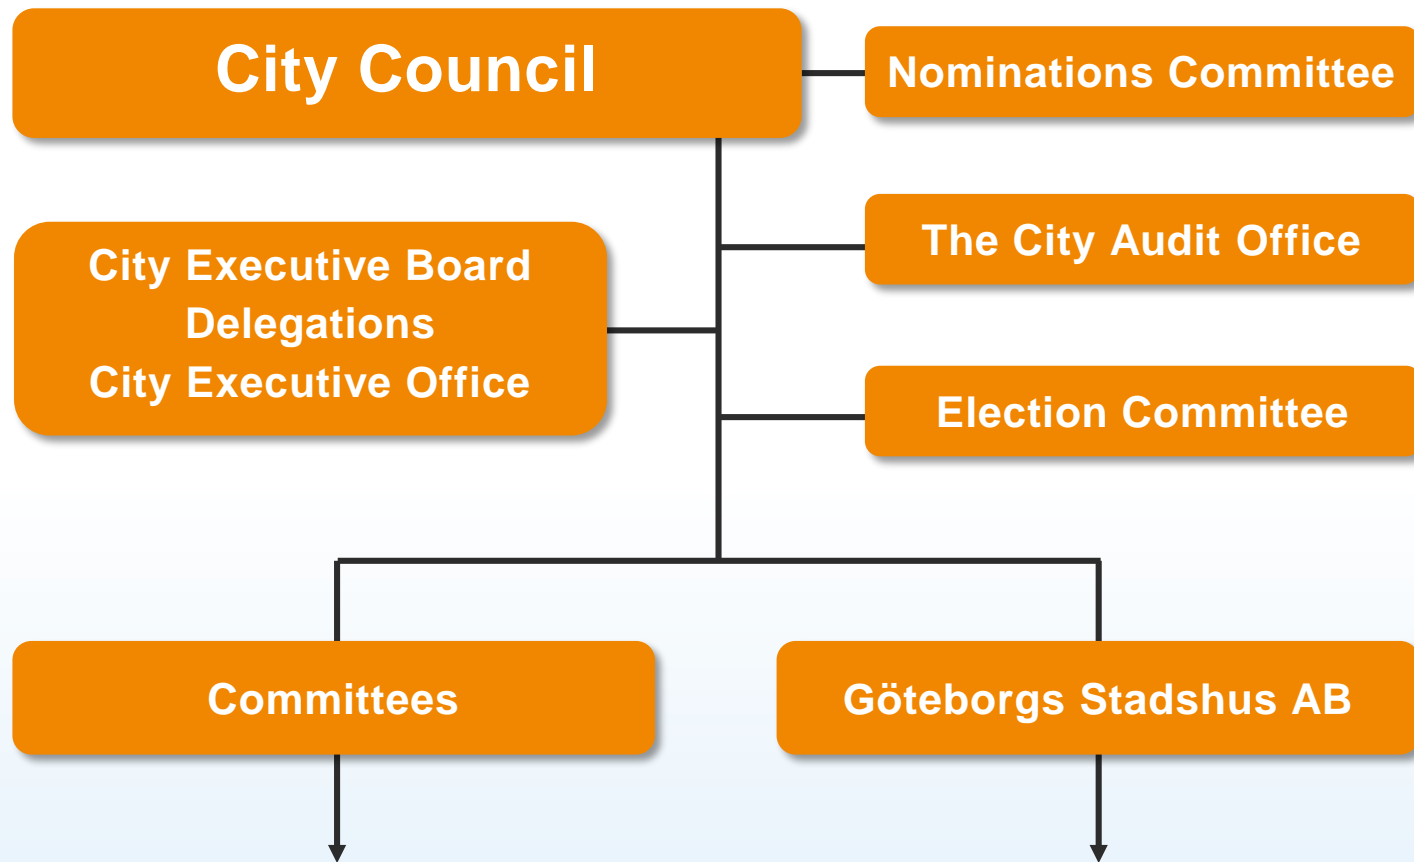 City Council
Nominations Committee
The City Audit Office
City Executive Board
Delegations
City Executive Office
Election Committee
Committees
Göteborgs Stadshus AB